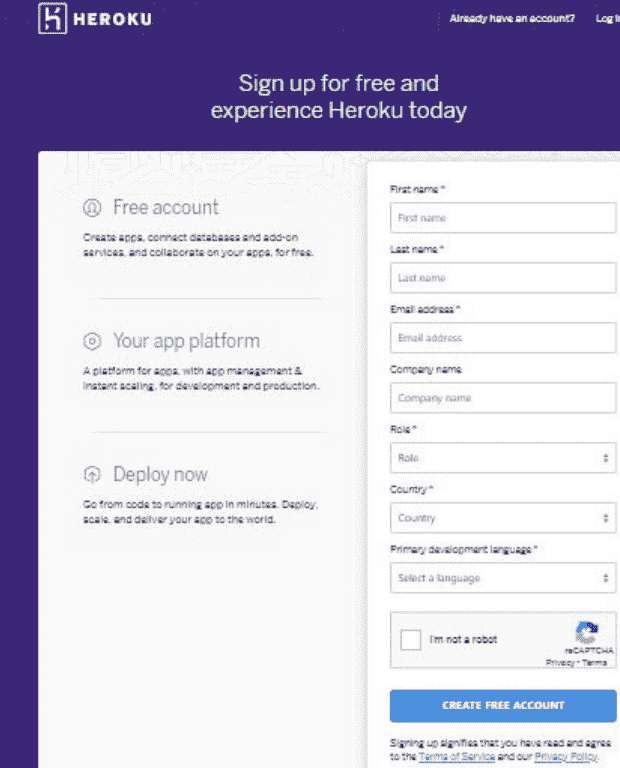 HEROKU
Already have an account? Log In
Sign up for free and
experience Heroku today
Free account
Create apps, connect databases and add-on
services, and collaborate on your apps, for free.
Your app platform
A platform for apps, with app management &
instant scaling, for development and production.
Deploy now
Go from code to running app in minutes. Deploy,
scale, and deliver your app to the world.
First name *
First name
Last name *
Last name
Email address *
Email address
Company name
Company name
Role *
Role
Country *
Country
Primary development language *
Select a language
I'm not a robot
reCAPTCHA
Privacy - Terms
CREATE FREE ACCOUNT
Signing up signifies that you have read and agree
to the Terms of Service and our Privacy Policy.